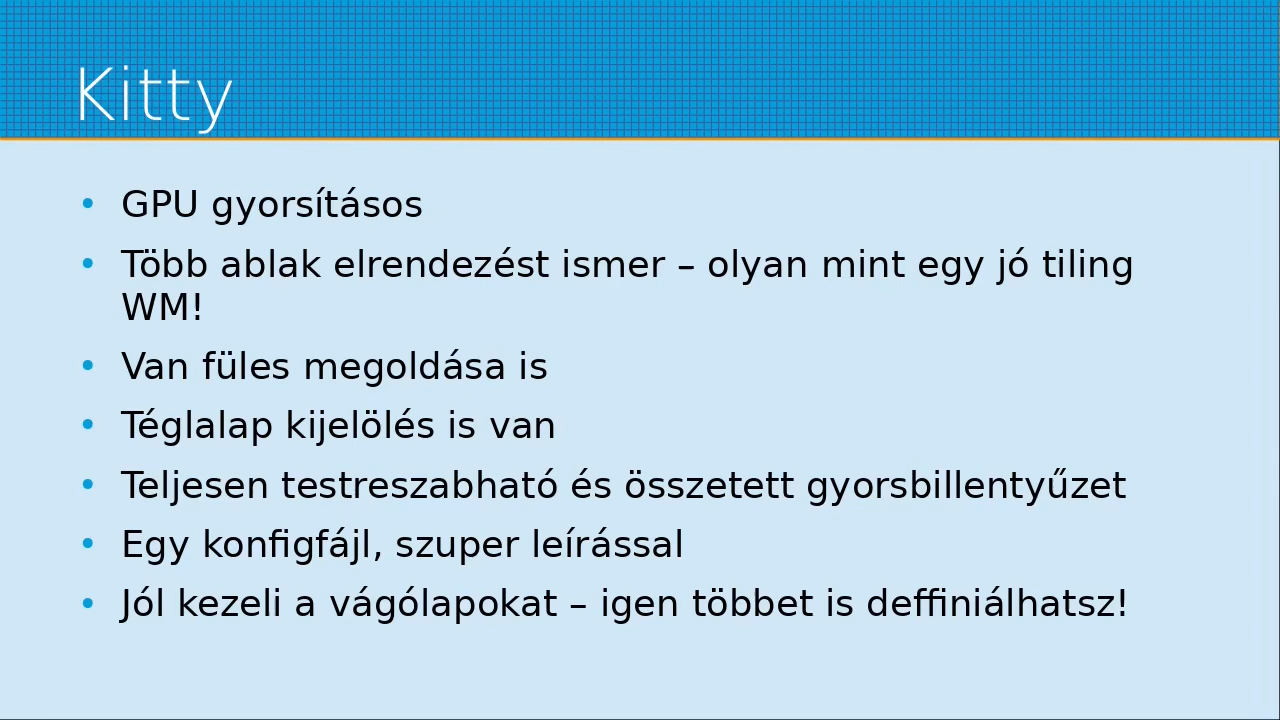 Kitty
• GPU gyorsításos
• Több ablak elrendezést ismer – olyan mint egy jó tiling
WM!
• Van füles megoldása is
• Téglalap kijelölés is van
• Teljesen testreszabható és összetett gyorsbillentyűzet
• Egy konfigfájl, szuper leírással
• Jól kezeli a vágólapokat – igen többet is deffiniálhatsz!